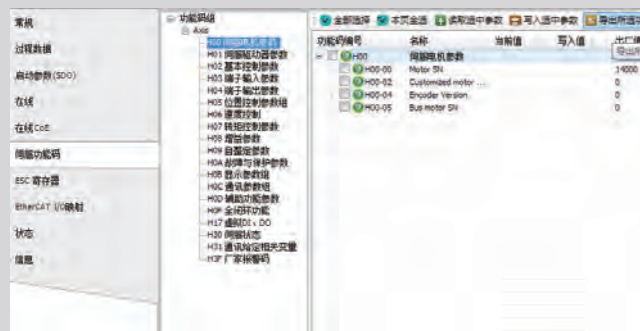 常规
过程数据
启动参数(SDO)
在线
在线CoE
伺服功能码
ESC 寄存器
EtherCAT I/O映射
状态
信息
功能码组
Axis
H00 伺服电机参数
H01 伺服驱动器参数
H02 基本控制参数
H03 端子输入参数
H04 端子输出参数
H05 位置控制参数组
H06 速度控制
H07 转矩控制参数
H08 增益参数
H09 自整定参数
H0A 故障与保护参数
H0B 显示参数组
H0C 通讯参数组
H0D 辅助功能参数
H0F 全闭环功能
H17 虚拟DI、DO
H30 伺服状态
H31 通讯给定相关变量
H3F 厂家报警码
全部选择 本页全选 读取选中参数 写入选中参数 导出所选
功能码编号 名称 当前值 写入值 出厂值
导出所
H00 伺服电机参数
H00-00 Motor SN 14000
H00-02 Customized motor ... 0
H00-04 Encoder Version 0
H00-05 Bus motor SN 0